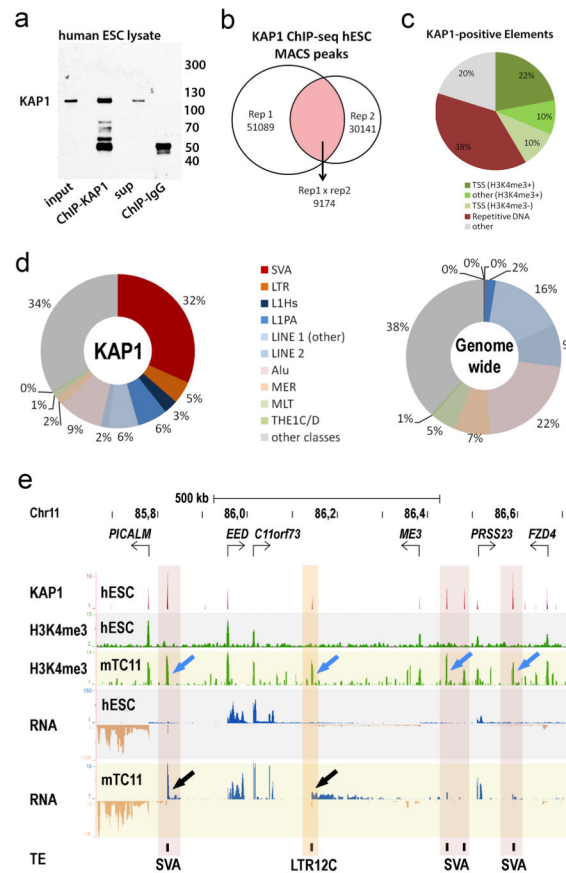 a
human ESC lysate
KAP1
300
130
100
70
50
40
input
ChIP-KAP1
sup
ChIP-IgG
b
KAP1 ChIP-seq hESC
MACS peaks
Rep 1
51089
Rep 2
30141
Rep1 x rep2
9174
c
KAP1-positive Elements
20%
22%
10%
10%
38%
TSS (H3K4me3+)
other (H3K4me3+)
TSS (H3K4me3-)
Repetitive DNA
other
d
34%
32%
5%
3%
6%
6%
2%
9%
2%
1%
0%
KAP1
SVA
LTR
L1Hs
L1PA
LINE 1 (other)
LINE 2
Alu
MER
MLT
THE1C/D
other classes
0%
0%
2%
16%
9
22%
7%
5%
1%
38%
Genome
wide
e
500 kb
Chr11
85,8
86,0
86,2
86,4
86,6
PICALM
EED
C11orf73
ME3
PRSS23
FZD4
KAP1
hESC
H3K4me3
hESC
H3K4me3
mTC11
RNA
hESC
RNA
mTC11
TE
SVA
LTR12C
SVA
SVA